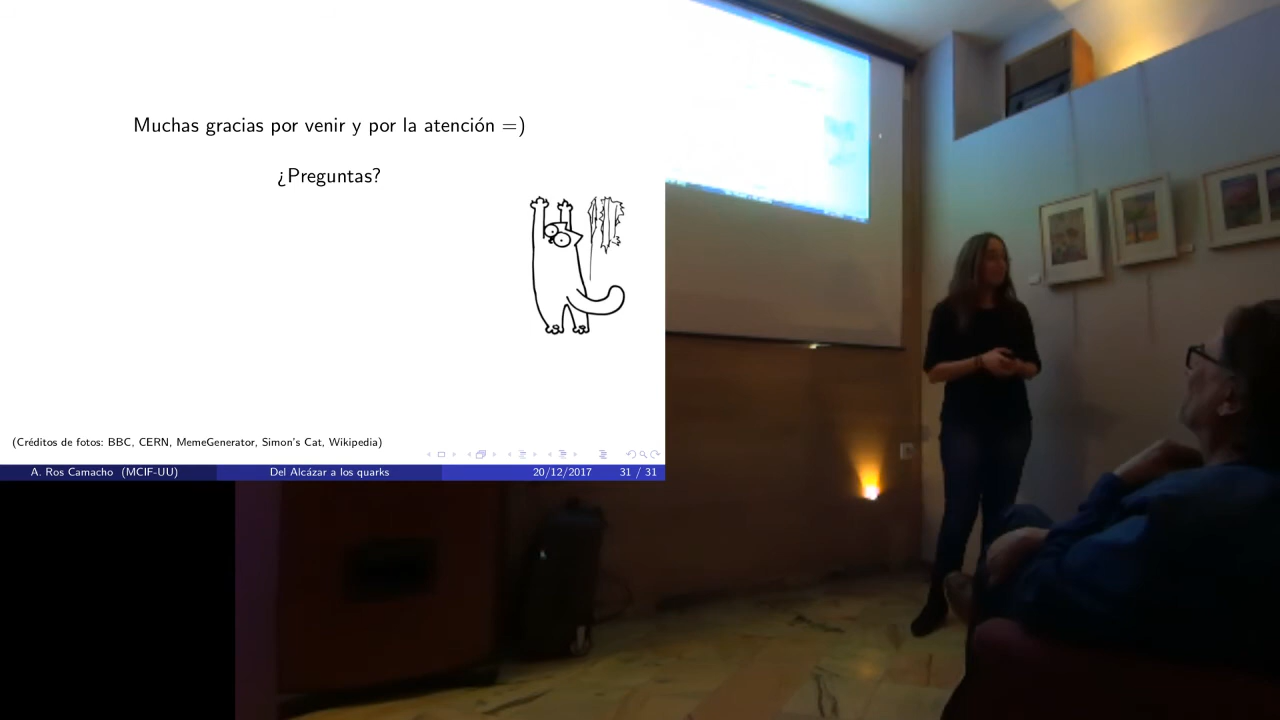 Muchas gracias por venir y por la atención =)
¿Preguntas?
(Créditos de fotos: BBC, CERN, MemeGenerator, Simon's Cat, Wikipedia)
A. Ros Camacho (MCIF-UU) Del Alcázar a los quarks 20/12/2017 31 / 31